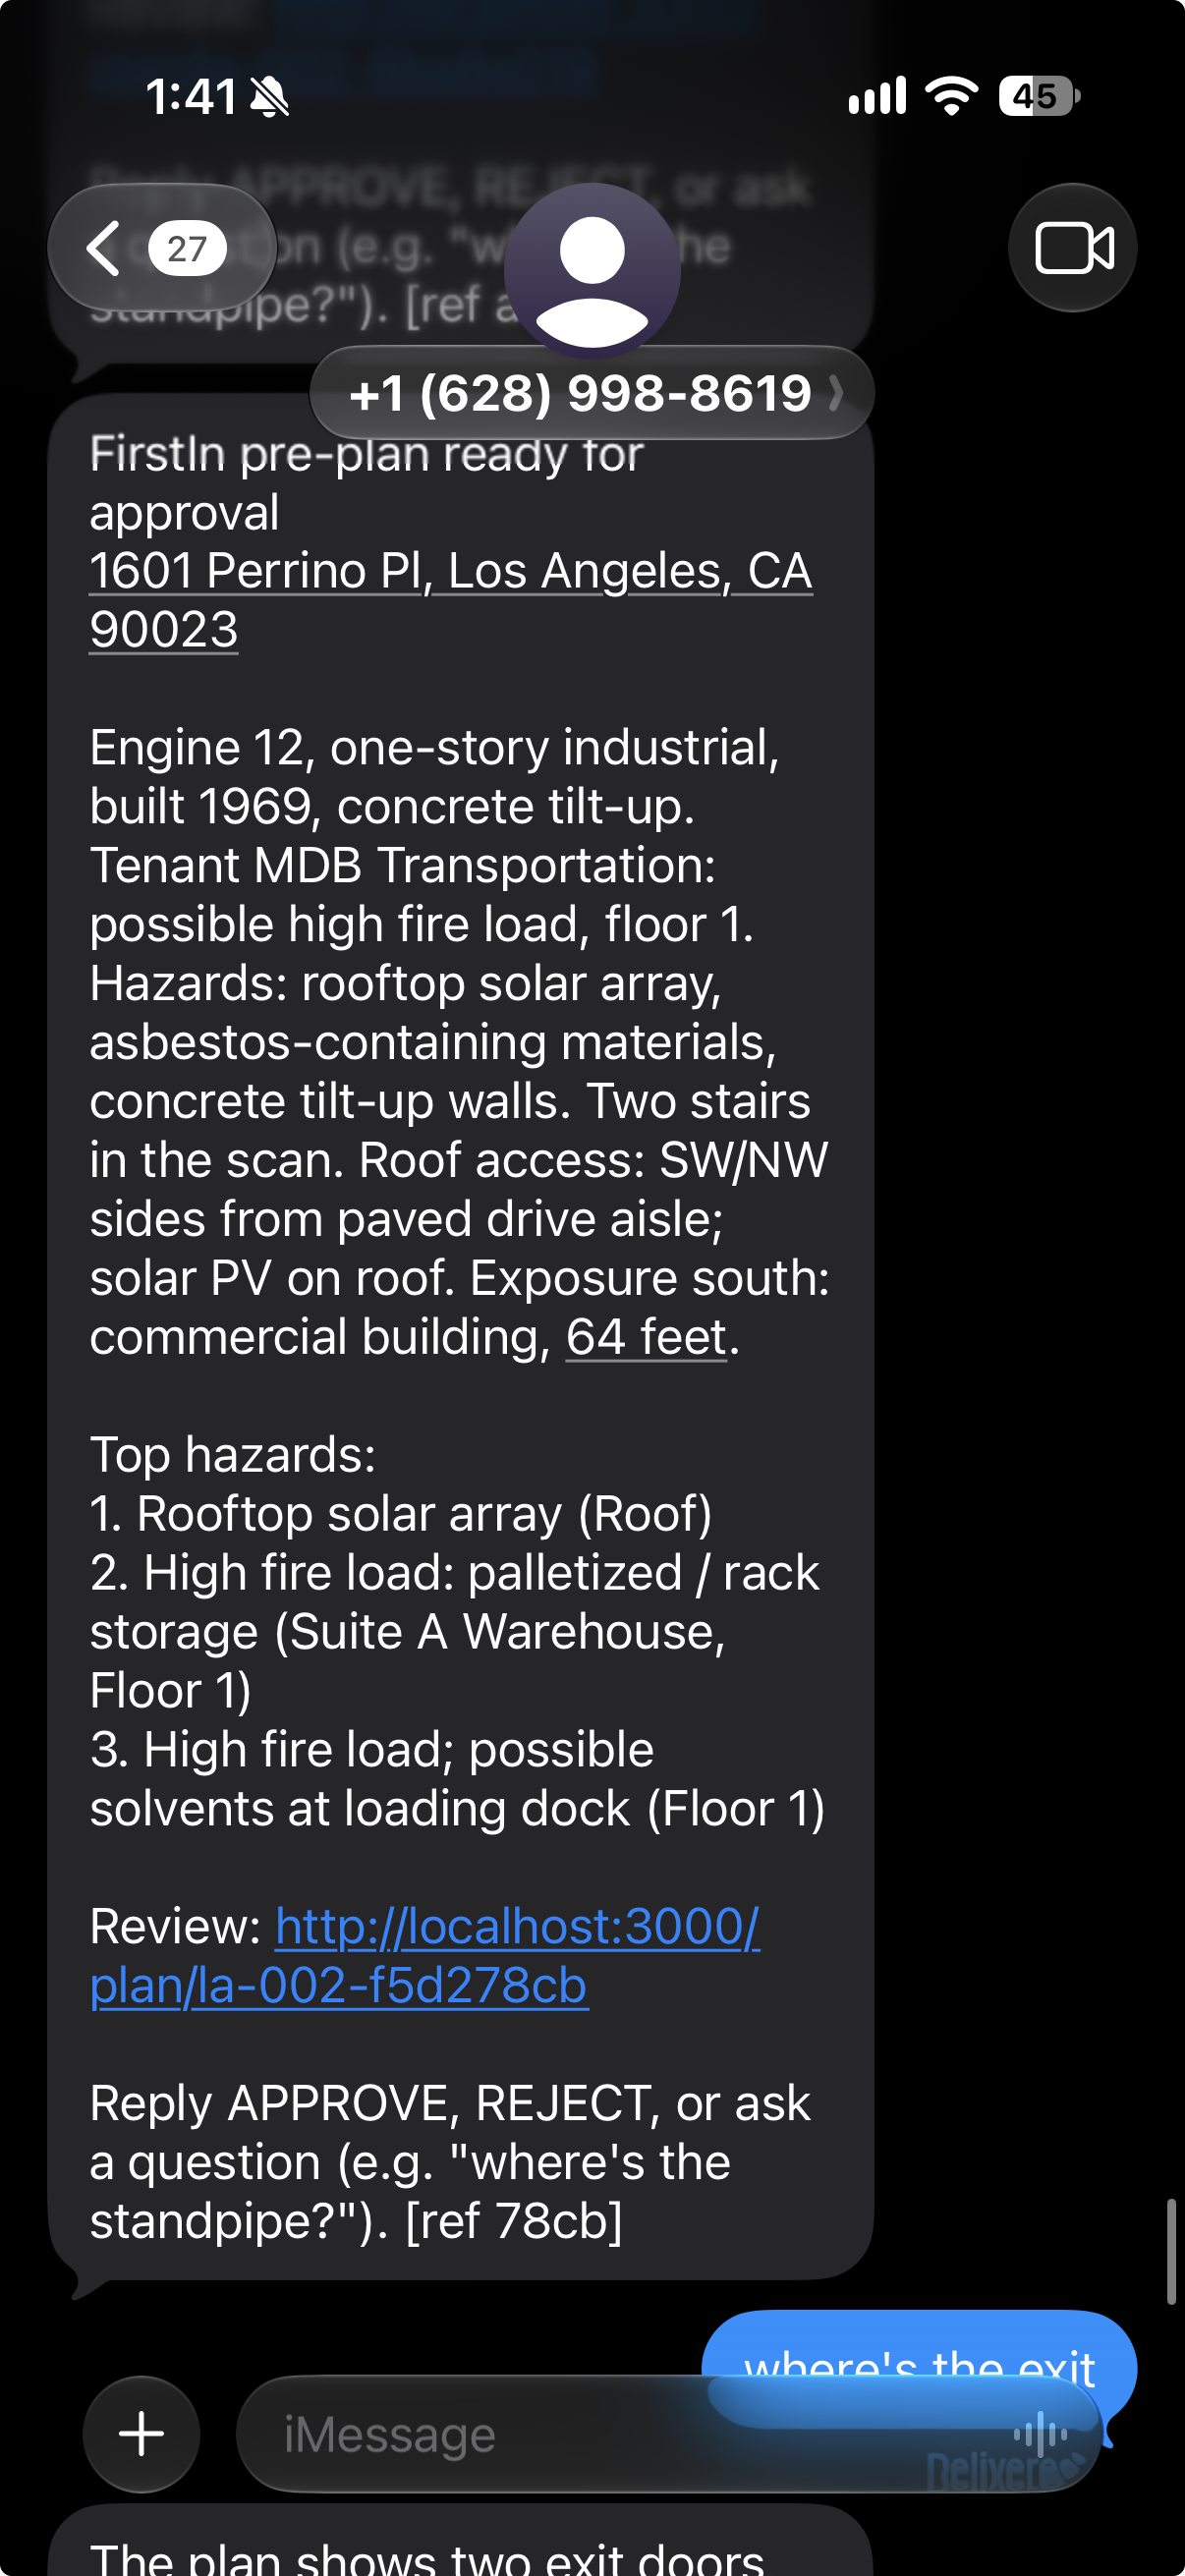 1:41
45
Reply APPROVE, REJECT, or ask
27
standpipe?"). [ref
+1 (628) 998-8619
FirstIn pre-plan ready for
approval
1601 Perrino Pl, Los Angeles, CA
90023
Engine 12, one-story industrial,
built 1969, concrete tilt-up.
Tenant MDB Transportation:
possible high fire load, floor 1.
Hazards: rooftop solar array,
asbestos-containing materials,
concrete tilt-up walls. Two stairs
in the scan. Roof access: SW/NW
sides from paved drive aisle;
solar PV on roof. Exposure south:
commercial building, 64 feet.
Top hazards:
1. Rooftop solar array (Roof)
2. High fire load: palletized / rack
storage (Suite A Warehouse,
Floor 1)
3. High fire load; possible
solvents at loading dock (Floor 1)
Review: http://localhost:3000/
plan/la-002-f5d278cb
Reply APPROVE, REJECT, or ask
a question (e.g. "where's the
standpipe?"). [ref 78cb]
where's the exit
iMessage
Delivered
The plan shows two exit doors.